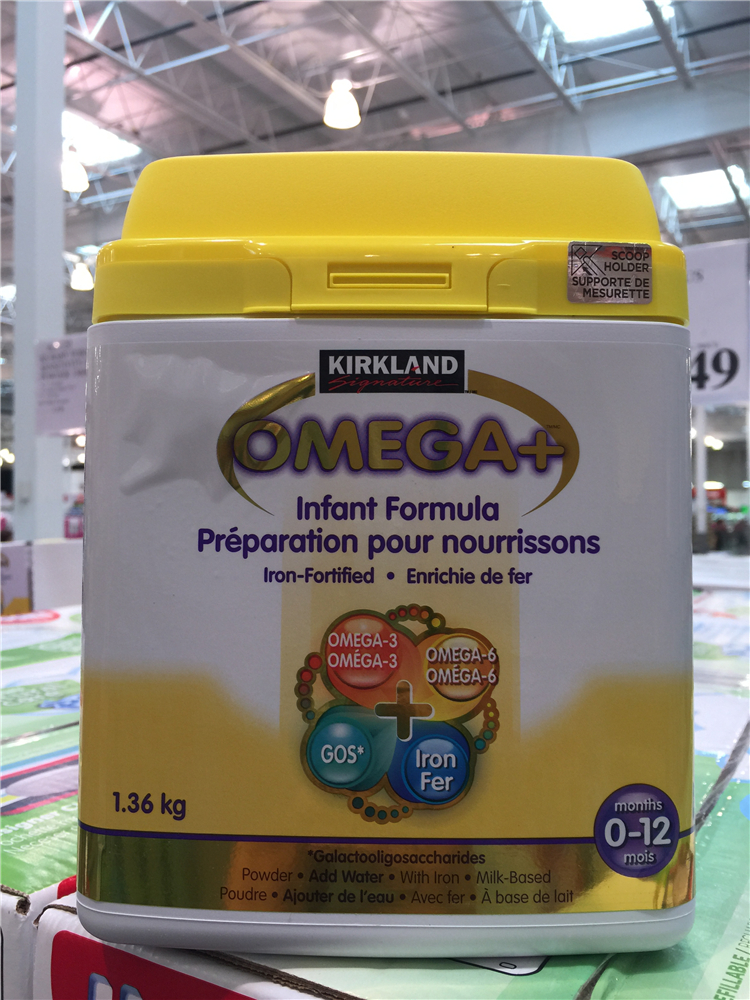 SCOOP
HOLDER
SUPPORTE DE
MESURETTE
49
KIRKLAND
Signature
OMEGA+
Infant Formula
Préparation pour nourrissons
Iron-Fortified • Enrichie de fer
OMEGA-3
OMÉGA-3
OMEGA-6
OMÉGA-6
+
GOS*
Iron
Fer
1.36 kg
months
0-12
mois
*Galactooligosaccharides
Powder • Add Water • With Iron • Milk-Based
Poudre • Ajouter de l'eau • Avec fer • À base de lait